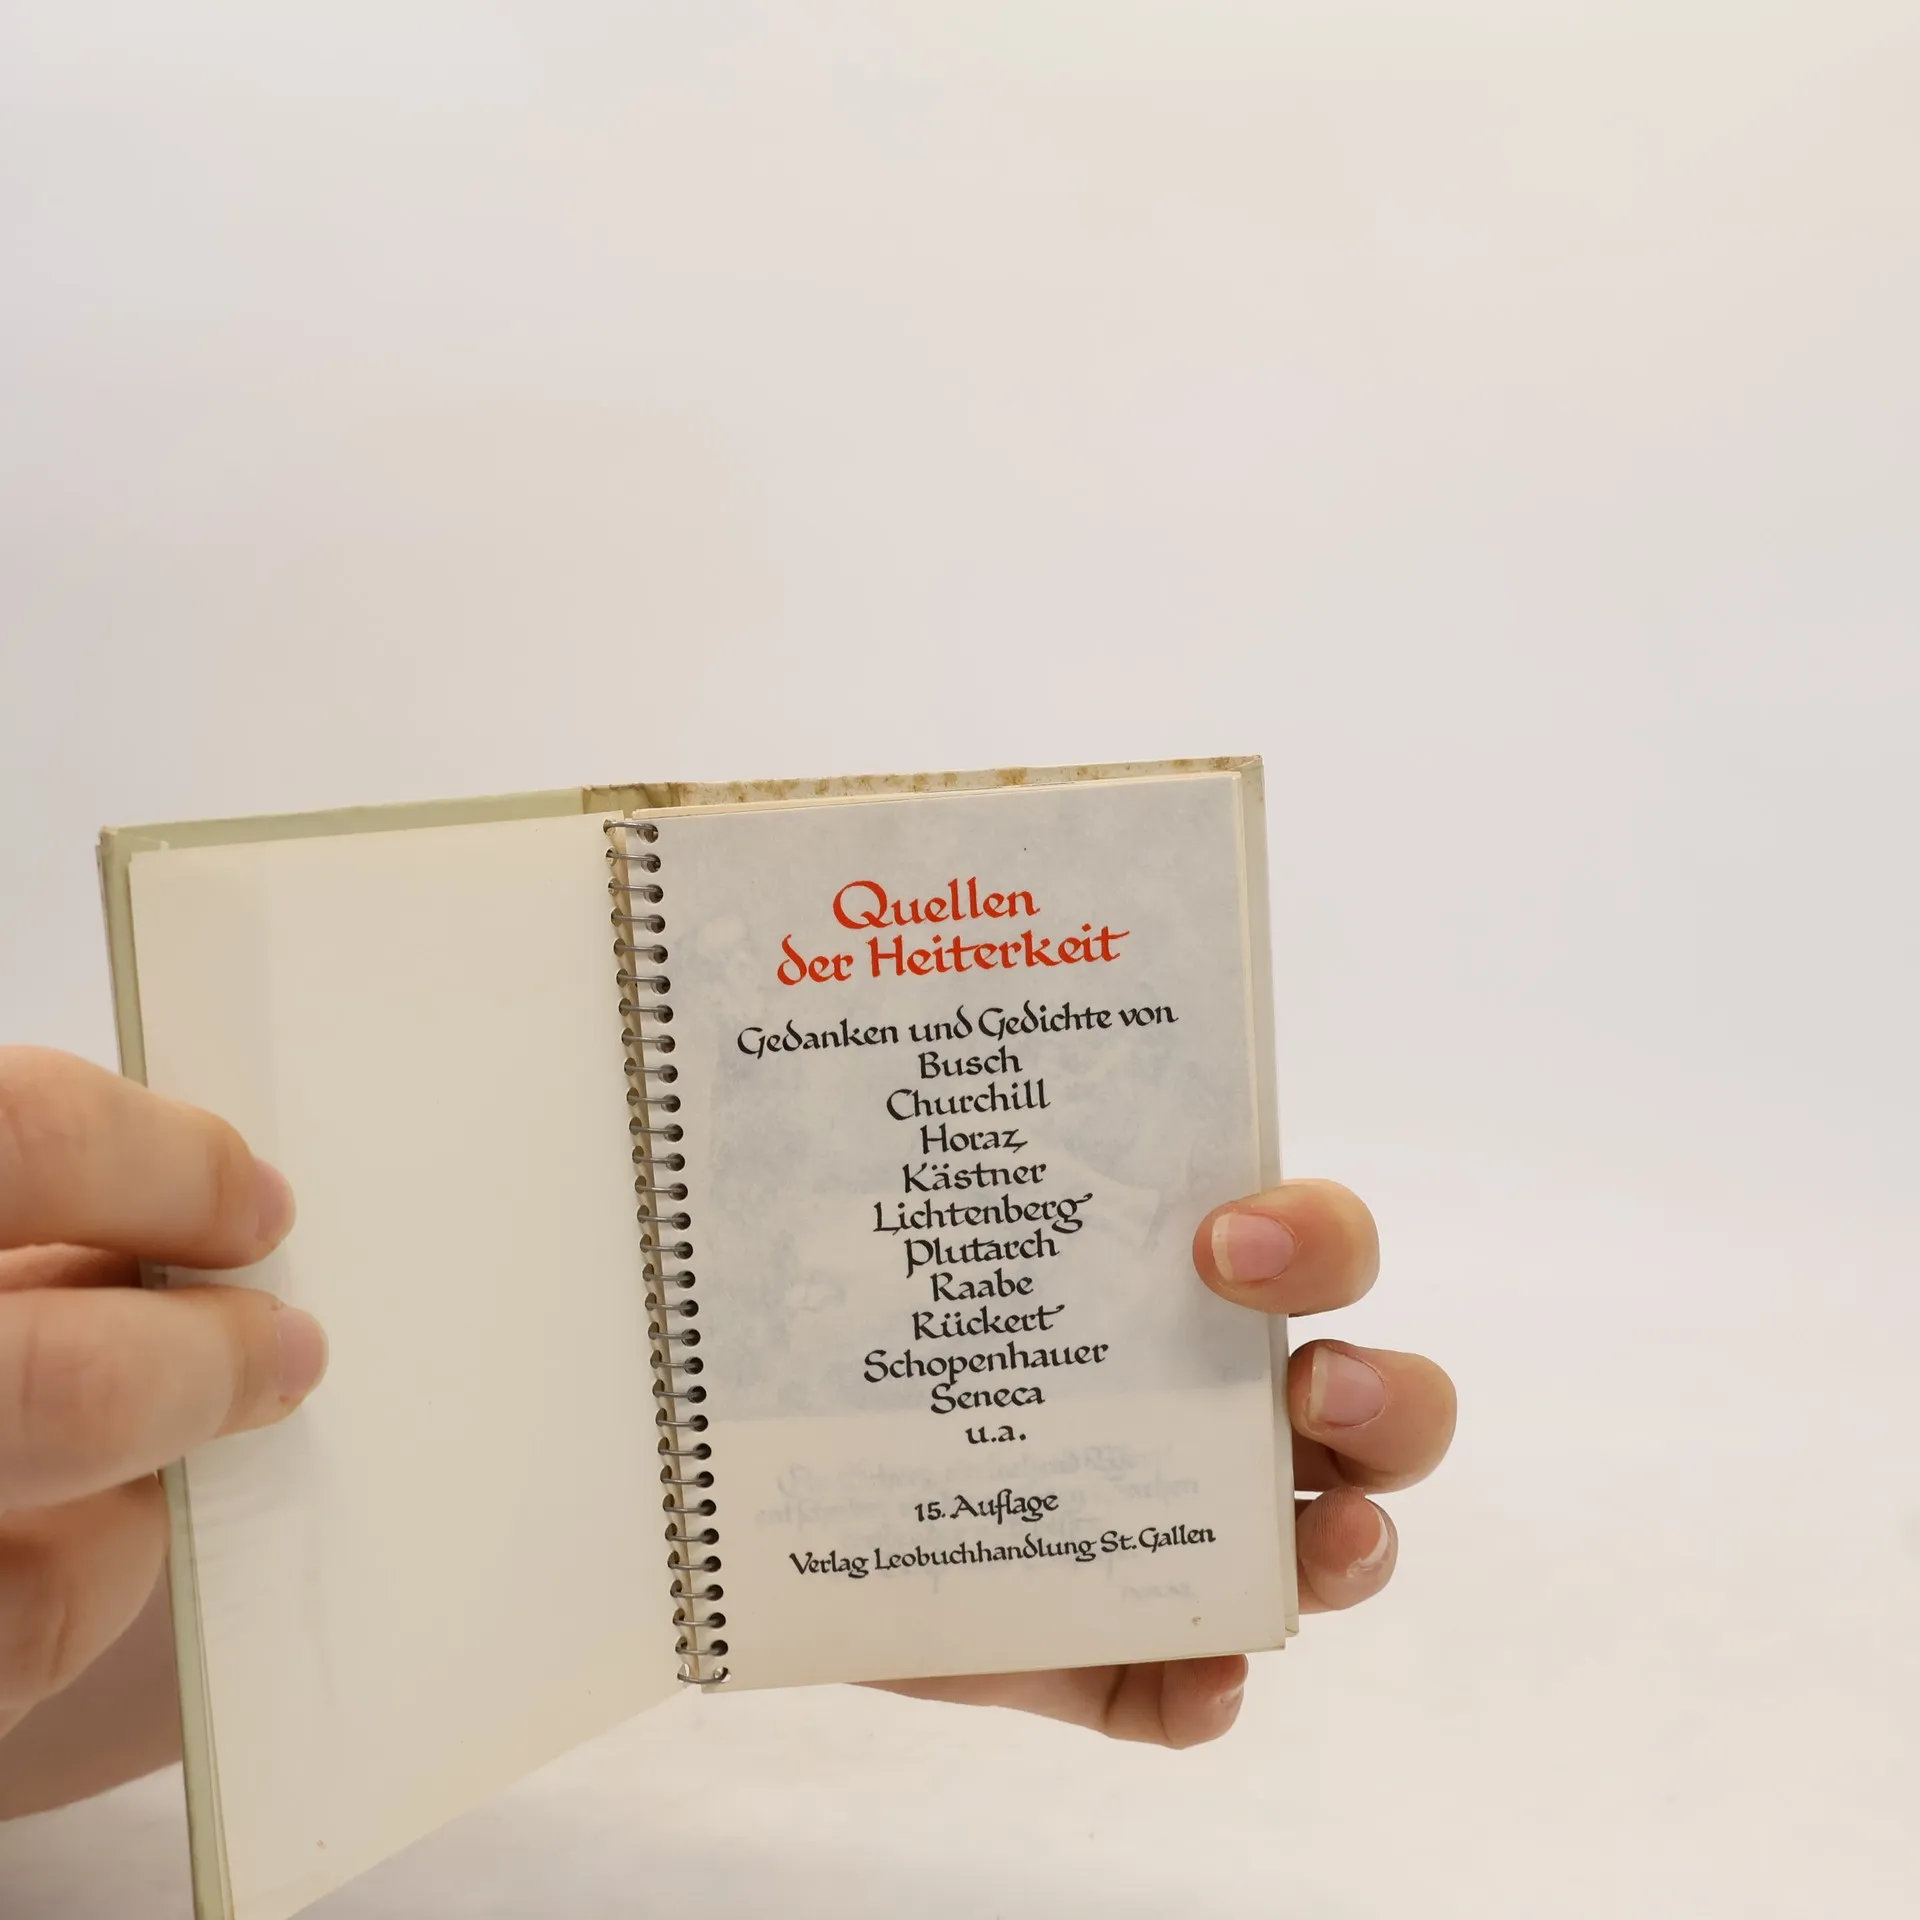 Quellen
der Heiterkeit
Gedanken und Gedichte von
Busch
Churchill
Horaz
Kästner
Lichtenberg
Plutarch
Raabe
Rückert
Schopenhauer
Seneca
u.a.
15. Auflage
Verlag Leobuchhandlung St. Gallen